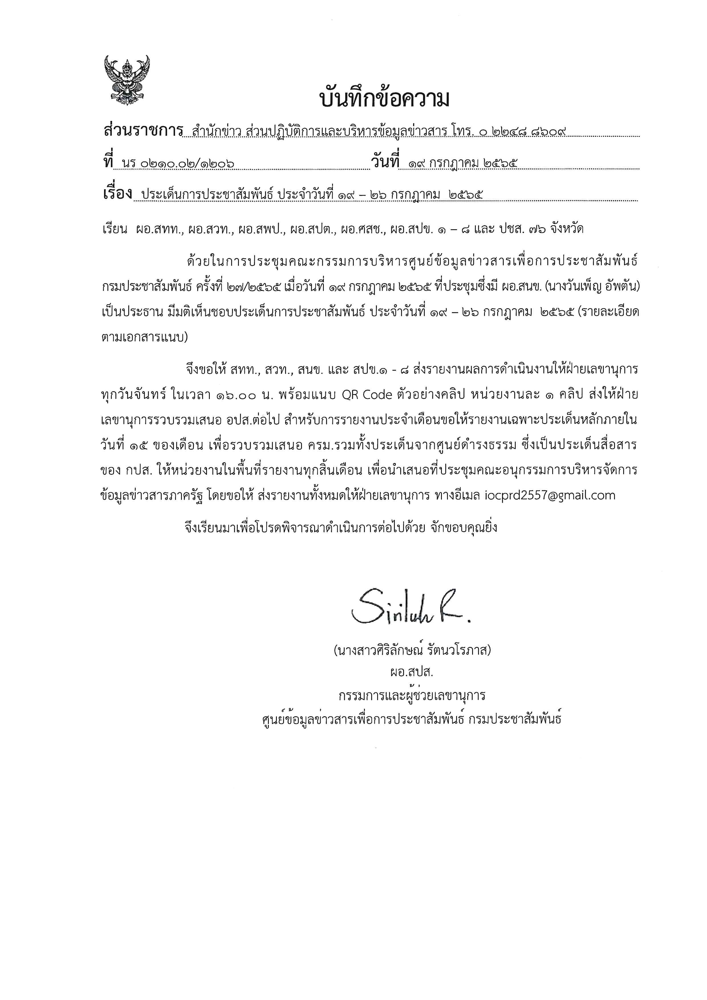 บันทึกข้อความ
ส่วนราชการ สำนักข่าว ส่วนปฏิบัติการและบริหารข้อมูลข่าวสาร โทร. ๐ ๒๒๔๘ ๘๖๐๙
ที่ นร ๐๒๑๐.๐๒/๑๒๐๖ วันที่ ๑๙ กรกฎาคม ๒๕๖๕
เรื่อง ประเด็นการประชาสัมพันธ์ ประจำวันที่ ๑๙ – ๒๖ กรกฎาคม ๒๕๖๕
เรียน ผอ.สทท., ผอ.สวท., ผอ.สพป., ผอ.สปต., ผอ.ศสช., ผอ.สปข. ๑ – ๘ และ ปชส. ๗๖ จังหวัด
ด้วยในการประชุมคณะกรรมการบริหารศูนย์ข้อมูลข่าวสารเพื่อการประชาสัมพันธ์
กรมประชาสัมพันธ์ ครั้งที่ ๒๗/๒๕๖๕ เมื่อวันที่ ๑๙ กรกฎาคม ๒๕๖๕ ที่ประชุมซึ่งมี ผอ.สนข. (นางวันเพ็ญ อัพตัน)
เป็นประธาน มีมติเห็นชอบประเด็นการประชาสัมพันธ์ ประจำวันที่ ๑๙ – ๒๖ กรกฎาคม ๒๕๖๕ (รายละเอียด
ตามเอกสารแนบ)
จึงขอให้ สทท., สวท., สนข. และ สปข.๑ - ๘ ส่งรายงานผลการดำเนินงานให้ฝ่ายเลขานุการ
ทุกวันจันทร์ ในเวลา ๑๖.๐๐ น. พร้อมแนบ QR Code ตัวอย่างคลิป หน่วยงานละ ๑ คลิป ส่งให้ฝ่าย
เลขานุการรวบรวมเสนอ อปส.ต่อไป สำหรับการรายงานประจำเดือนขอให้รายงานเฉพาะประเด็นหลักภายใน
วันที่ ๑๕ ของเดือน เพื่อรวบรวมเสนอ ครม.รวมทั้งประเด็นจากศูนย์ดำรงธรรม ซึ่งเป็นประเด็นสื่อสาร
ของ กปส. ให้หน่วยงานในพื้นที่รายงานทุกสิ้นเดือน เพื่อนำเสนอที่ประชุมคณะอนุกรรมการบริหารจัดการ
ข้อมูลข่าวสารภาครัฐ โดยขอให้ ส่งรายงานทั้งหมดให้ฝ่ายเลขานุการ ทางอีเมล iocprd2557@gmail.com
จึงเรียนมาเพื่อโปรดพิจารณาดำเนินการต่อไปด้วย จักขอบคุณยิ่ง
Siriluk R.
(นางสาวศิริลักษณ์ รัตนวโรภาส)
ผอ.สปส.
กรรมการและผู้ช่วยเลขานุการ
ศูนย์ข้อมูลข่าวสารเพื่อการประชาสัมพันธ์ กรมประชาสัมพันธ์